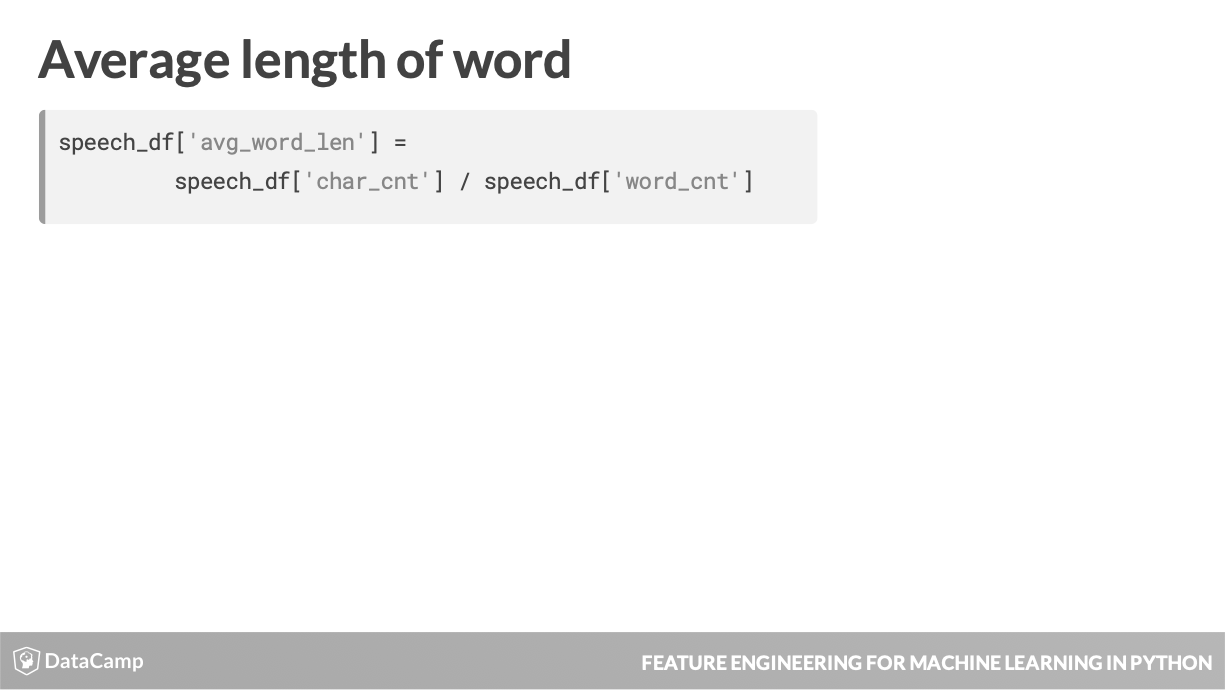 Average length of word
speech_df['avg_word_len'] =
        speech_df['char_cnt'] / speech_df['word_cnt']
DataCamp
FEATURE ENGINEERING FOR MACHINE LEARNING IN PYTHON